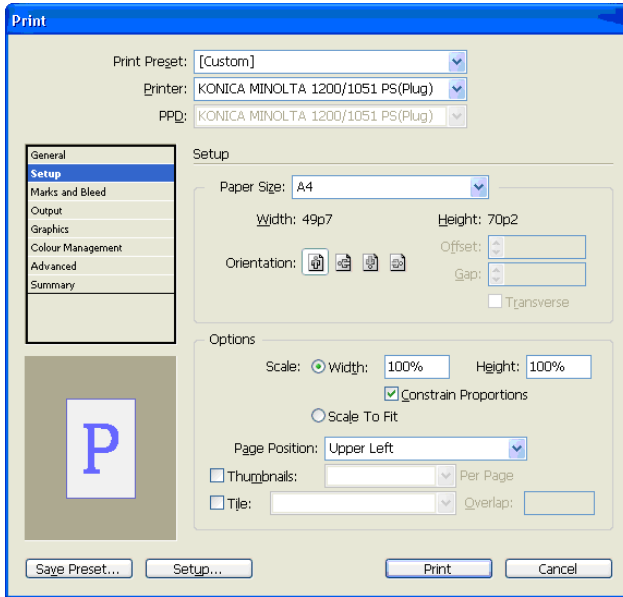 Print
Print Preset: [Custom]
Printer: KONICA MINOLTA 1200/1051 PS(Plug)
PPD: KONICA MINOLTA 1200/1051 PS(Plug)
General
Setup
Marks and Bleed
Output
Graphics
Colour Management
Advanced
Summary
Setup
Paper Size: A4
Width: 49p7 Height: 70p2
Orientation:
Offset:
Gap:
Transverse
Options
Scale: Width: 100% Height: 100%
Constrain Proportions
Scale To Fit
Page Position: Upper Left
Thumbnails: Per Page
Tile: Overlap:
P
Save Preset... Setup... Print Cancel